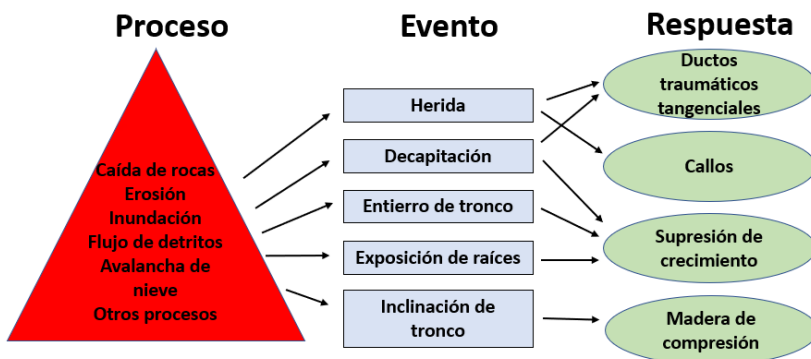 Proceso
Evento
Respuesta
Caída de rocas
Erosión
Inundación
Flujo de detritos
Avalancha de
nieve
Otros procesos
Herida
Decapitación
Entierro de tronco
Exposición de raíces
Inclinación de
tronco
Ductos
traumáticos
tangenciales
Callos
Supresión de
crecimiento
Madera de
compresión